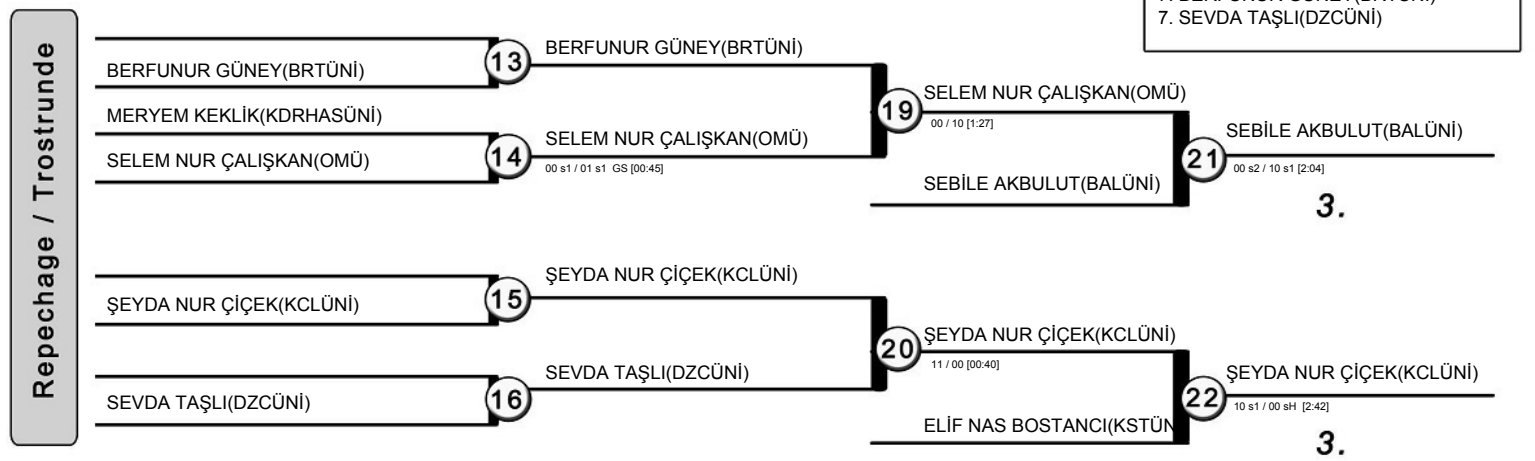 7. SEVDA TAŞLI(DZCÜNİ)
Repechage / Trostrunde
BERFUNUR GÜNEY(BRTÜNİ)
13
BERFUNUR GÜNEY(BRTÜNİ)
MERYEM KEKLİK(KDRHASÜNİ)
SELEM NUR ÇALIŞKAN(OMÜ)
14
SELEM NUR ÇALIŞKAN(OMÜ)
00 s1 / 01 s1 GS [00:45]
19
SELEM NUR ÇALIŞKAN(OMÜ)
00 / 10 [1:27]
SEBİLE AKBULUT(BALÜNİ)
21
SEBİLE AKBULUT(BALÜNİ)
00 s2 / 10 s1 [2:04]
3.
ŞEYDA NUR ÇİÇEK(KCLÜNİ)
15
ŞEYDA NUR ÇİÇEK(KCLÜNİ)
SEVDA TAŞLI(DZCÜNİ)
16
SEVDA TAŞLI(DZCÜNİ)
20
ŞEYDA NUR ÇİÇEK(KCLÜNİ)
11 / 00 [00:40]
ELİF NAS BOSTANCI(KSTÜN
22
ŞEYDA NUR ÇİÇEK(KCLÜNİ)
10 s1 / 00 sH [2:42]
3.